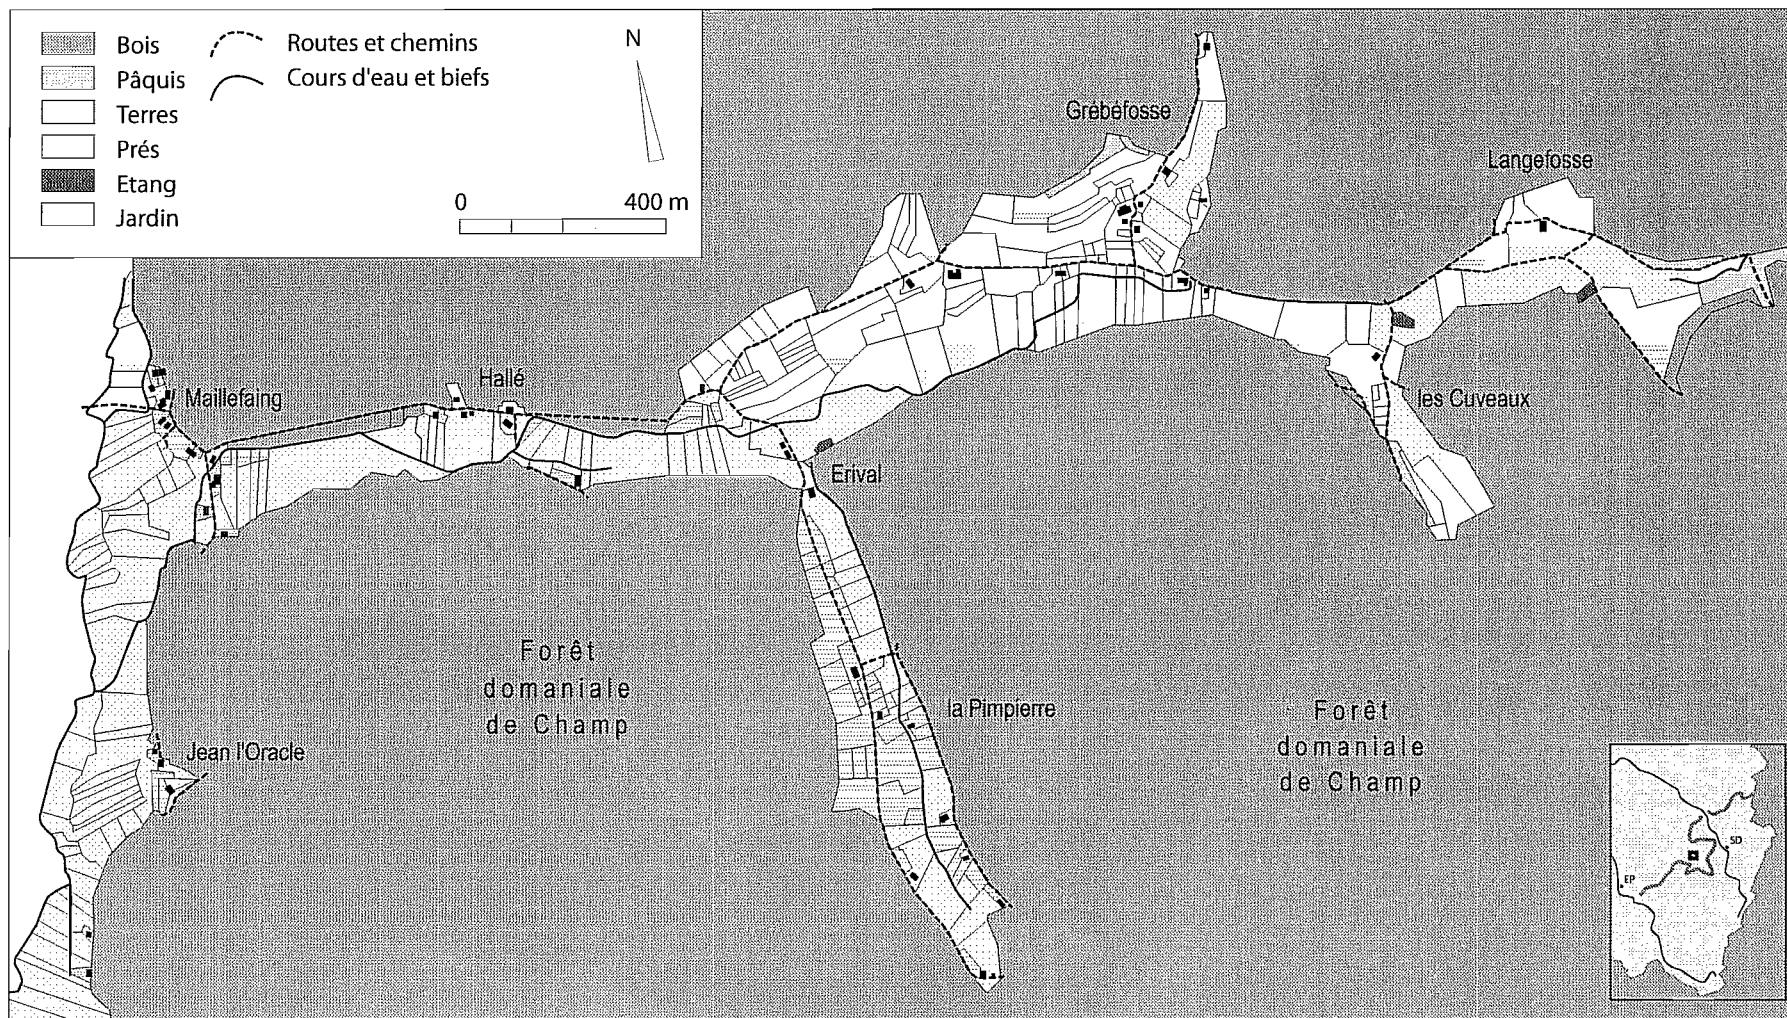 Bois
Pâquis
Terres
Prés
Etang
Jardin
Routes et chemins
Cours d'eau et biefs
N
0 400 m
Grébéfosse
Langefosse
Maillefaing
Hallé
les Cuveaux
Erival
Forêt
domaniale
de Champ
la Pimpierre
Forêt
domaniale
de Champ
Jean l'Oracle
SD
EP